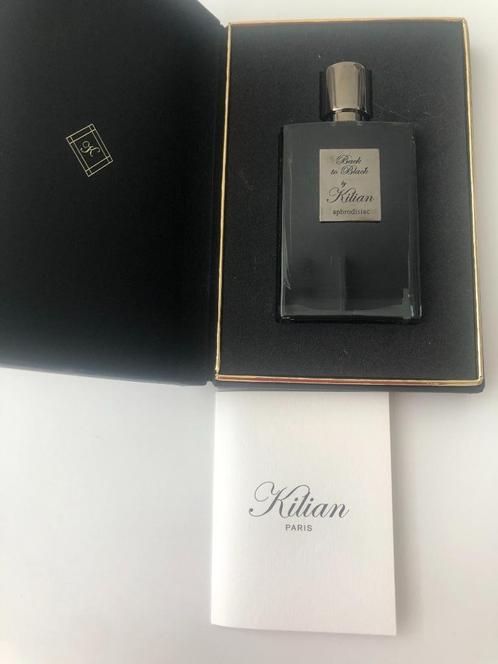 K
Back
to Black
by
Kilian
aphrodisiac
Kilian
PARIS